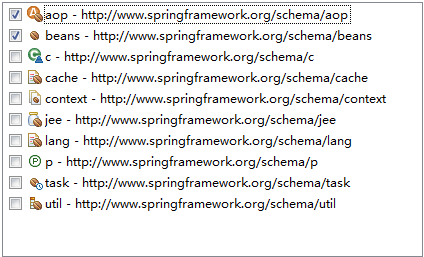 aop - http://www.springframework.org/schema/aop
beans - http://www.springframework.org/schema/beans
c - http://www.springframework.org/schema/c
cache - http://www.springframework.org/schema/cache
context - http://www.springframework.org/schema/context
jee - http://www.springframework.org/schema/jee
lang - http://www.springframework.org/schema/lang
p - http://www.springframework.org/schema/p
task - http://www.springframework.org/schema/task
util - http://www.springframework.org/schema/util